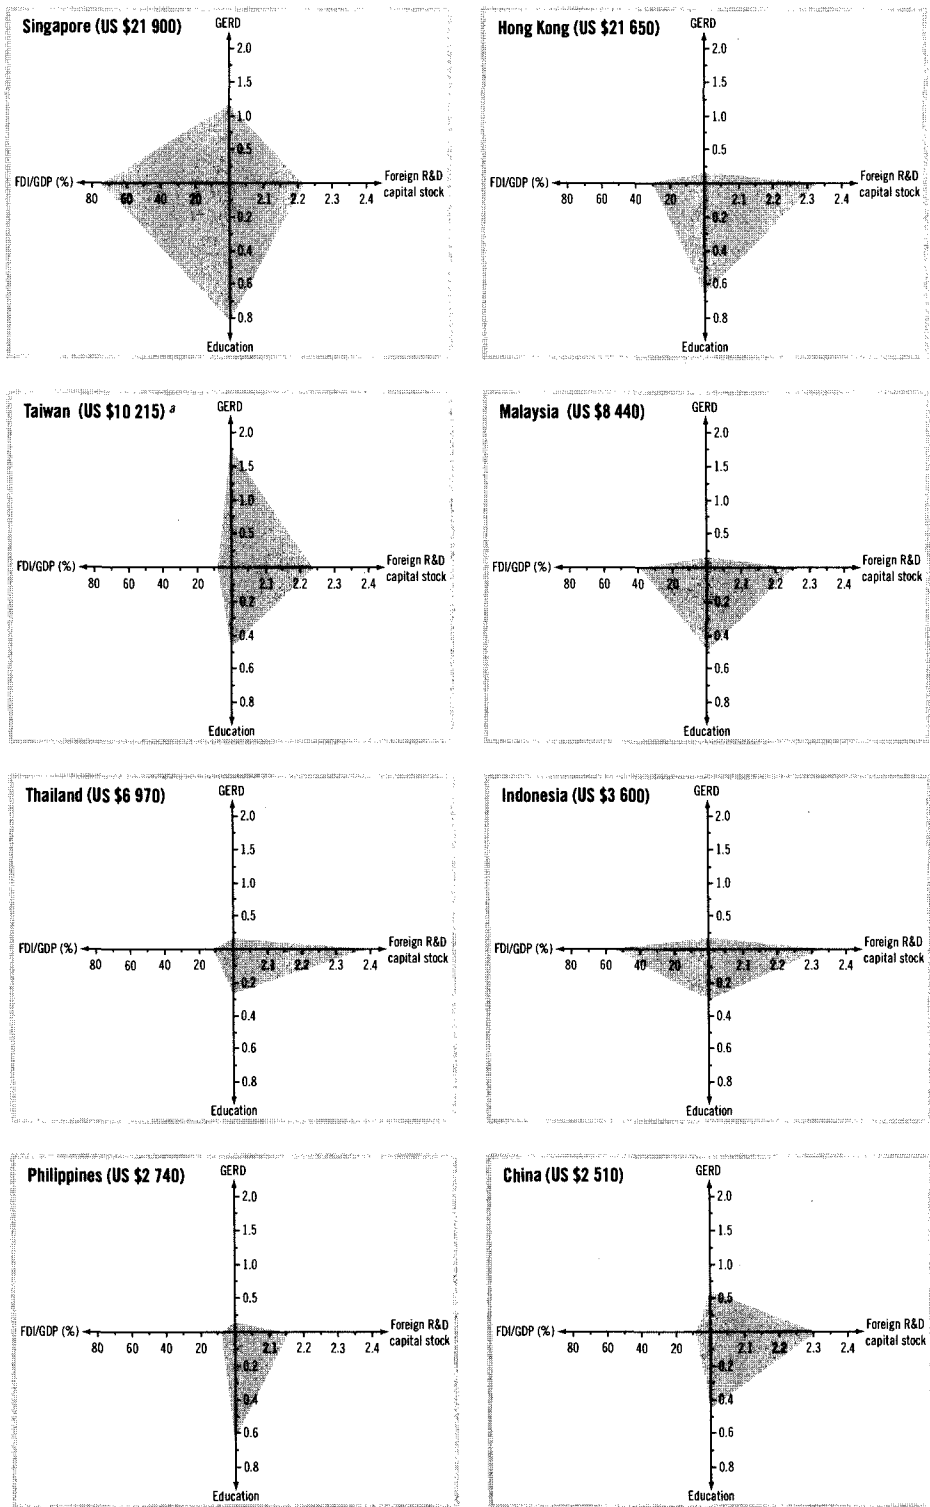 Singapore (US $21 900)
GERD
2.0
1.5
1.0
0.5
FDI/GDP (%)
Foreign R&D
capital stock
80 60 40 20 2.1 2.2 2.3 2.4
0.2
0.4
0.6
0.8
Education
Hong Kong (US $21 650)
GERD
2.0
1.5
1.0
0.5
FDI/GDP (%)
Foreign R&D
capital stock
80 60 40 20 2.1 2.2 2.3 2.4
0.2
0.4
0.6
0.8
Education
Taiwan (US $10 215) a
GERD
2.0
1.5
1.0
0.5
FDI/GDP (%)
Foreign R&D
capital stock
80 60 40 20 2.1 2.2 2.3 2.4
0.2
0.4
0.6
0.8
Education
Malaysia (US $8 440)
GERD
2.0
1.5
1.0
0.5
FDI/GDP (%)
Foreign R&D
capital stock
80 60 40 20 2.1 2.2 2.3 2.4
0.2
0.4
0.6
0.8
Education
Thailand (US $6 970)
GERD
2.0
1.5
1.0
0.5
FDI/GDP (%)
Foreign R&D
capital stock
80 60 40 20 2.1 2.2 2.3 2.4
0.2
0.4
0.6
0.8
Education
Indonesia (US $3 600)
GERD
2.0
1.5
1.0
0.5
FDI/GDP (%)
Foreign R&D
capital stock
80 60 40 20 2.1 2.2 2.3 2.4
0.2
0.4
0.6
0.8
Education
Philippines (US $2 740)
GERD
2.0
1.5
1.0
0.5
FDI/GDP (%)
Foreign R&D
capital stock
80 60 40 20 2.1 2.2 2.3 2.4
0.2
0.4
0.6
0.8
Education
China (US $2 510)
GERD
2.0
1.5
1.0
0.5
FDI/GDP (%)
Foreign R&D
capital stock
80 60 40 20 2.1 2.2 2.3 2.4
0.2
0.4
0.6
0.8
Education